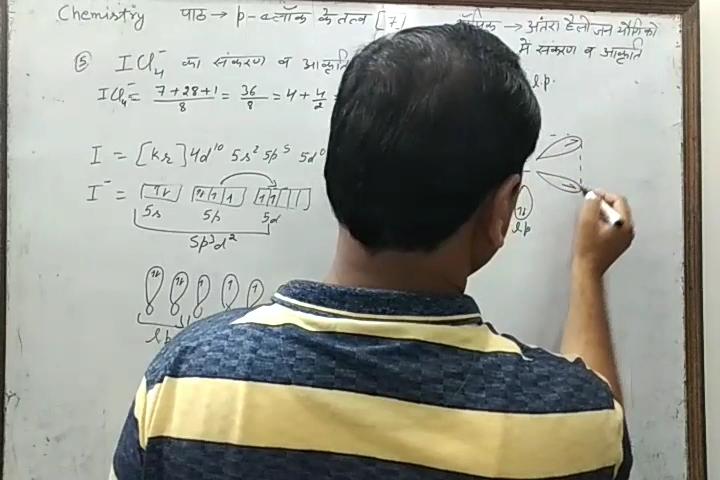 Chemistry पाठ → p-ब्लॉक के तत्व [7] → अंतरा हैलोजन यौगिकों
में संकरण व आकृति
⑤ ICl₄⁻ का संकरण व आकृति
ICl₄⁻ = 7+28+1/8 = 36/8 = 4 + 4/2 =
l.p.
I = [Kr] 4d¹⁰ 5s² 5p⁵ 5d⁰
I⁻ =
5s 5p 5d
sp³d²
l.p
lp